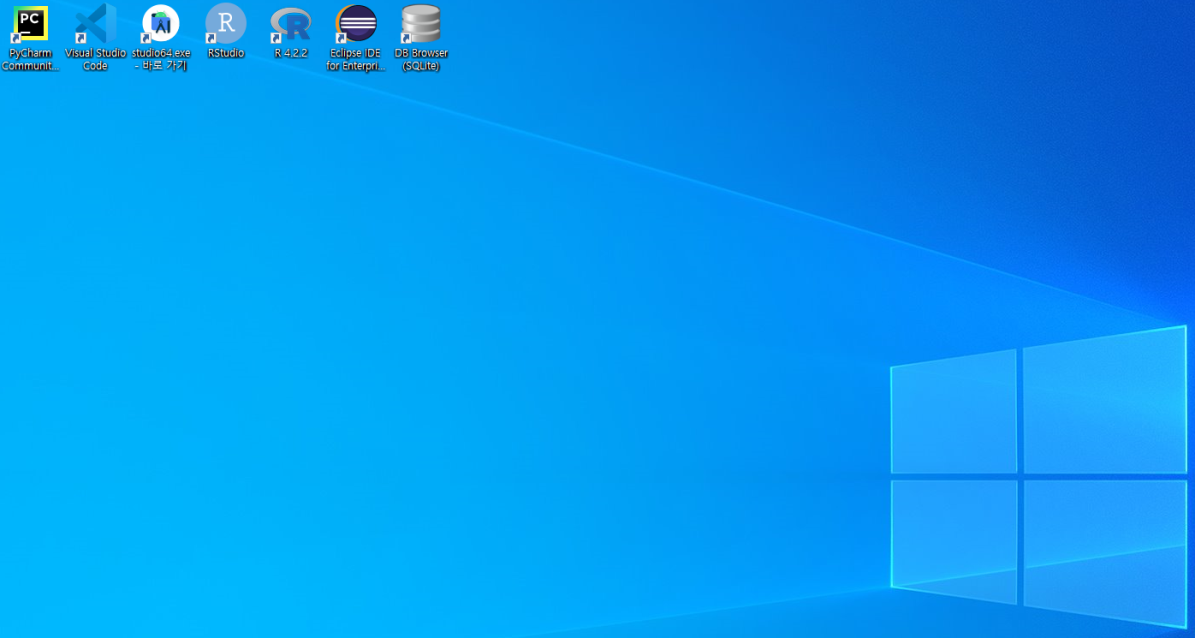 PC
PyCharm
Communit...
Visual Studio
Code
studio64.exe
- 바로 가기
R
RStudio
R
R 4.2.2
Eclipse IDE
for Enterpri...
DB Browser
(SQLite)